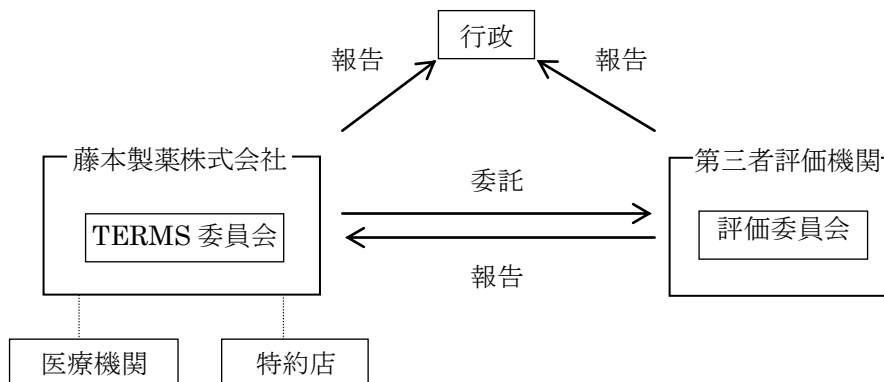 行政
報告
報告
藤本製薬株式会社
第三者評価機関
委託
TERMS 委員会
評価委員会
報告
医療機関
特約店